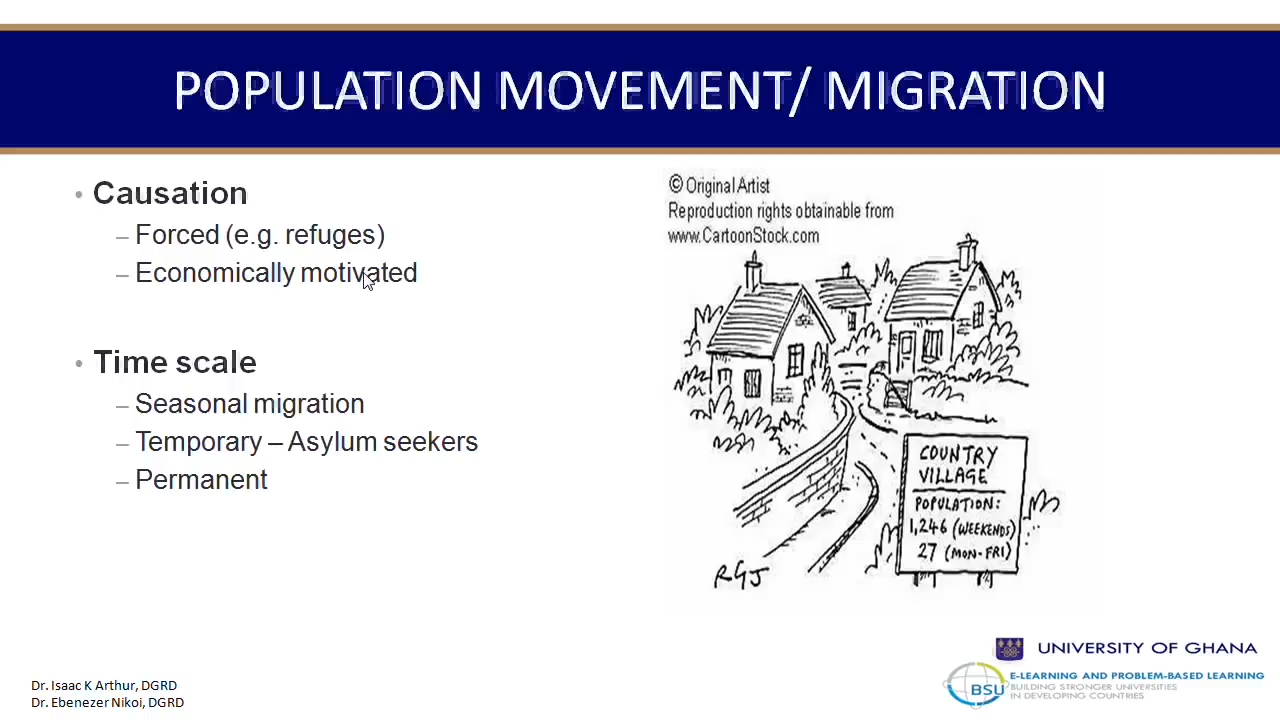 POPULATION MOVEMENT/ MIGRATION
• Causation
– Forced (e.g. refuges)
– Economically motivated
• Time scale
– Seasonal migration
– Temporary – Asylum seekers
– Permanent
© Original Artist
Reproduction rights obtainable from
www.CartoonStock.com
COUNTRY
VILLAGE
POPULATION:
1,246 (WEEKENDS)
27 (MON-FRI)
RGJ
Dr. Isaac K Arthur, DGRD
Dr. Ebenezer Nikoi, DGRD
UNIVERSITY OF GHANA
BSU
E-LEARNING AND PROBLEM-BASED LEARNING
BUILDING STRONGER UNIVERSITIES
IN DEVELOPING COUNTRIES